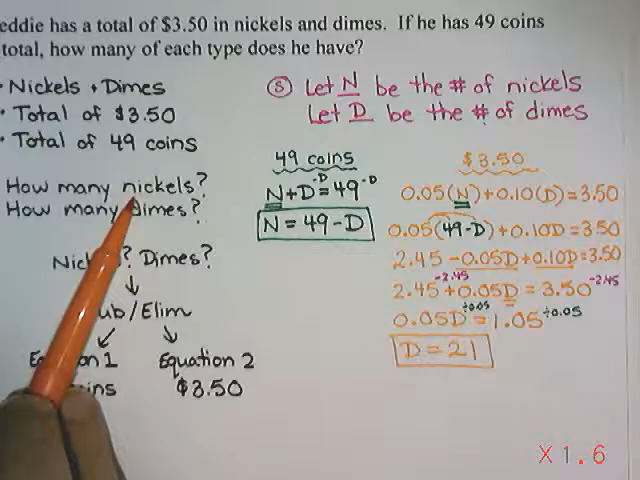 eddie has a total of $3.50 in nickels and dimes. If he has 49 coins
total, how many of each type does he have?
• Nickels + Dimes
• Total of $3.50
• Total of 49 coins
How many nickels?
How many dimes?
? Dimes?
ub/Elim
Equation 2
$3.50
Ⓢ Let N be the # of nickels
Let D be the # of dimes
49 coins
-D -D
N+D=49
N = 49-D
$3.50
0.05(N)+0.10(D)=3.50
0.05(49-D)+0.10D=3.50
2.45-0.05D+0.10D=3.50
-2.45 -2.45
2.45+0.05D=3.50
÷0.05 ÷0.05
0.05D=1.05
D=21
X1.6